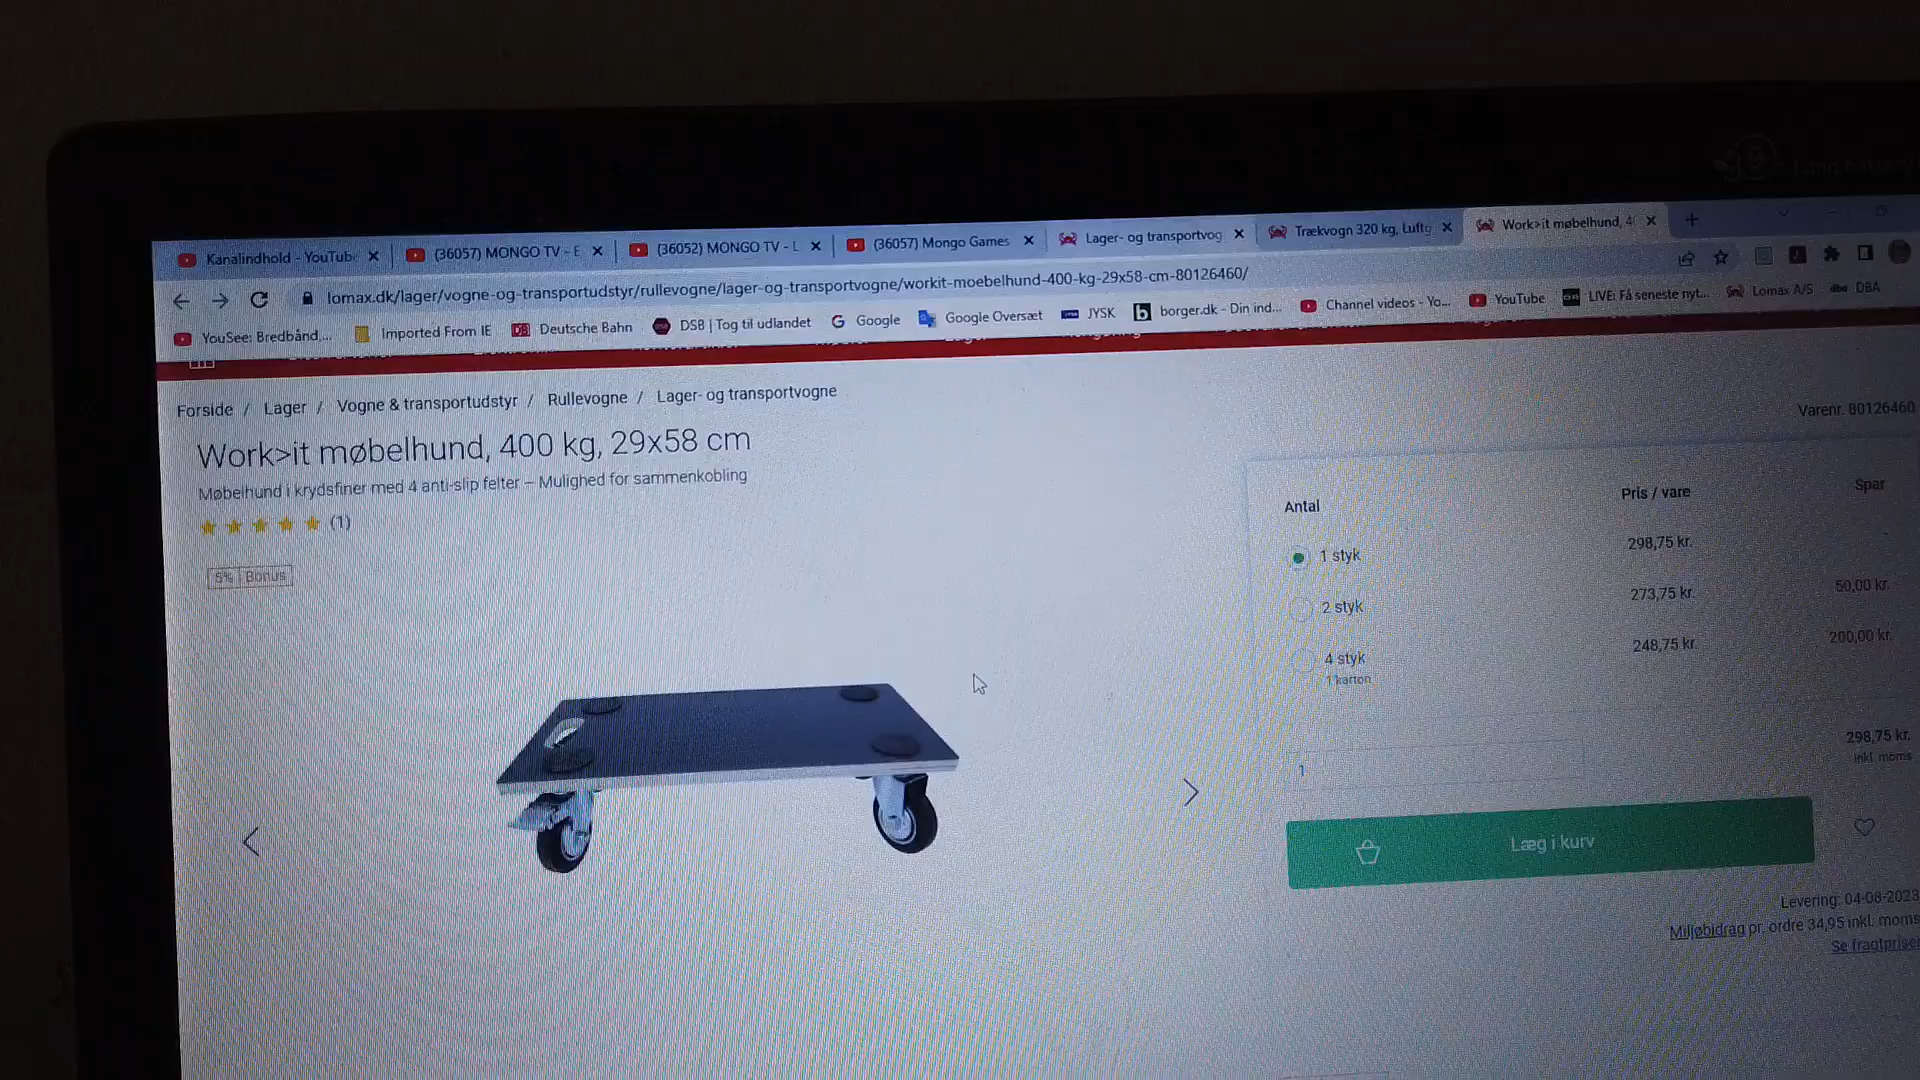 Kanalindhold - YouTube
(36057) MONGO TV - E
(36052) MONGO TV - L
(36057) Mongo Games
Lager- og transportvog
Trækvogn 320 kg, Luftg
Work>it møbelhund, 4
lomax.dk/lager/vogne-og-transportudstyr/rullevogne/lager-og-transportvogne/workit-moebelhund-400-kg-29x58-cm-80126460/
YouSee: Bredbånd,...
Imported From IE
Deutsche Bahn
DSB | Tog til udlandet
Google
Google Oversæt
JYSK
borger.dk - Din ind...
Channel videos - Yo...
YouTube
LIVE: Få seneste nyt...
Lomax A/S
DBA
Forside / Lager / Vogne & transportudstyr / Rullevogne / Lager- og transportvogne
Varenr. 80126460
Work>it møbelhund, 400 kg, 29x58 cm
Møbelhund i krydsfiner med 4 anti-slip felter – Mulighed for sammenkobling
(1)
5% Bonus
Antal Pris / vare Spar
1 styk 298,75 kr. -
2 styk 273,75 kr. 50,00 kr.
4 styk 248,75 kr. 200,00 kr.
1 karton
298,75 kr.
inkl. moms
1
Læg i kurv
Levering: 04-08-2023
Miljøbidrag pr. ordre 34,95 inkl. moms
Se fragtpriser